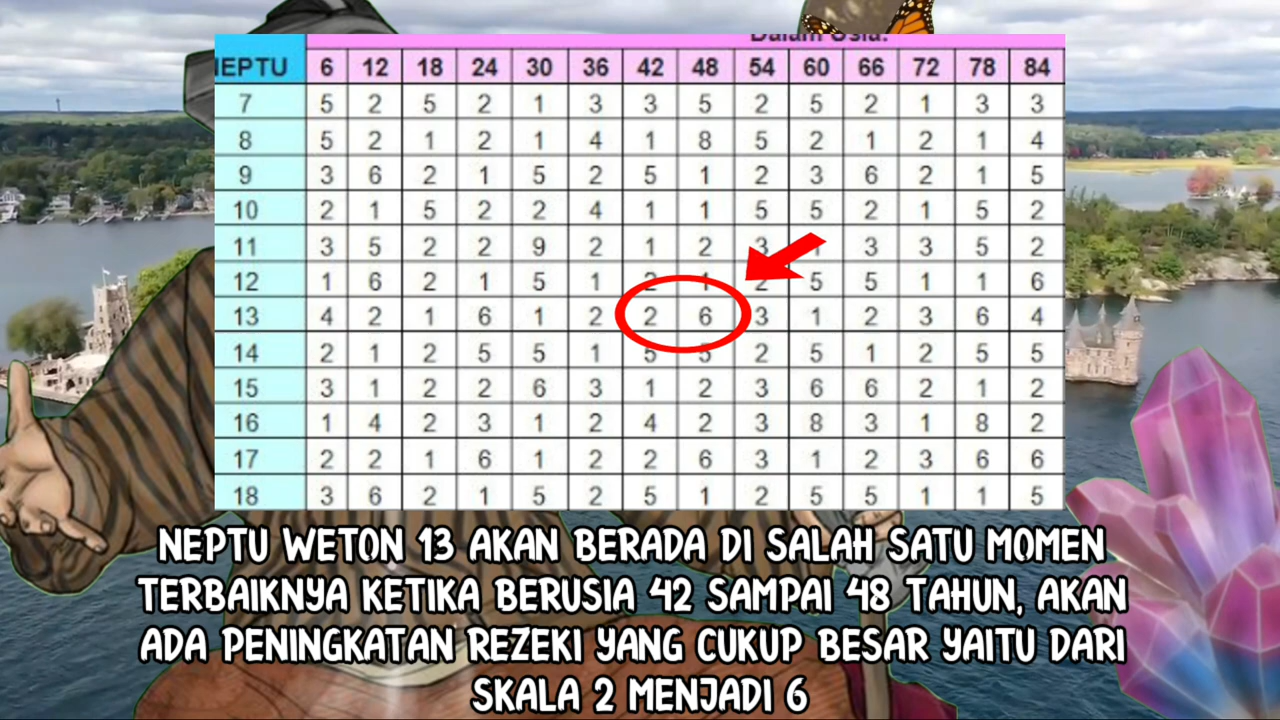 Dalam Usia:
NEPTU 6 12 18 24 30 36 42 48 54 60 66 72 78 84
7 5 2 5 2 1 3 3 5 2 5 2 1 3 3
8 5 2 1 2 1 4 1 8 5 2 1 2 1 4
9 3 6 2 1 5 2 5 1 2 3 6 2 1 5
10 2 1 5 2 2 4 1 1 5 5 2 1 5 2
11 3 5 2 2 9 2 1 2 3 1 3 3 5 2
12 1 6 2 1 5 1 2 1 2 5 5 1 1 6
13 4 2 1 6 1 2 2 6 3 1 2 3 6 4
14 2 1 2 5 5 1 5 5 2 5 1 2 5 5
15 3 1 2 2 6 3 1 2 3 6 6 2 1 2
16 1 4 2 3 1 2 4 2 3 8 3 1 8 2
17 2 2 1 6 1 2 2 6 3 1 2 3 6 6
18 3 6 2 1 5 2 5 1 2 5 5 1 1 5
NEPTU WETON 13 AKAN BERADA DI SALAH SATU MOMEN
TERBAIKNYA KETIKA BERUSIA 42 SAMPAI 48 TAHUN, AKAN
ADA PENINGKATAN REZEKI YANG CUKUP BESAR YAITU DARI
SKALA 2 MENJADI 6